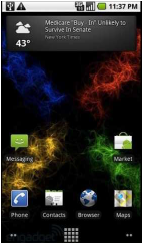 11:37 PM
Medicare "Buy - In" Unlikely to
Survive In Senate
New York Times
43°
Messaging
Market
Phone
Contacts
Browser
Maps